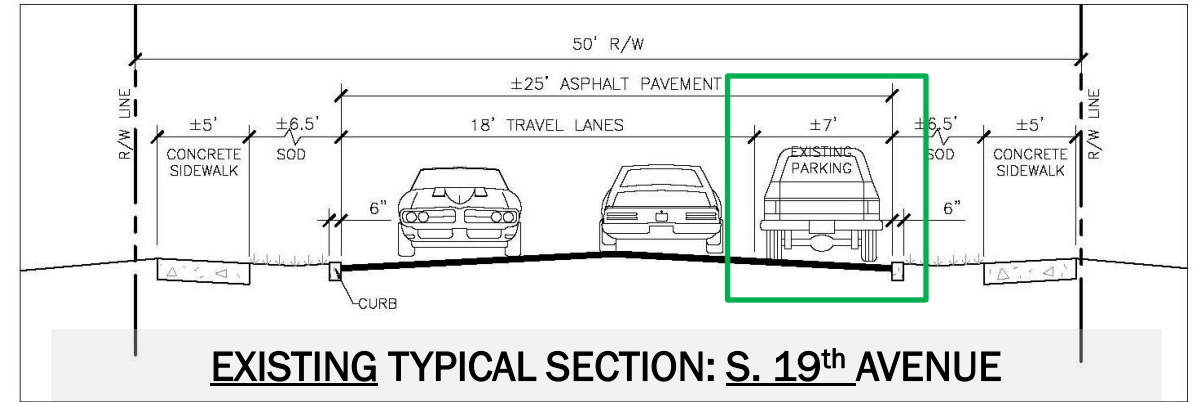 50' R/W
±25' ASPHALT PAVEMENT
R/W LINE
±5'
±6.5'
18' TRAVEL LANES
±7'
±6.5'
±5'
R/W LINE
CONCRETE
SIDEWALK
SOD
EXISTING
PARKING
SOD
CONCRETE
SIDEWALK
6"
6"
CURB
EXISTING TYPICAL SECTION: S. 19th AVENUE